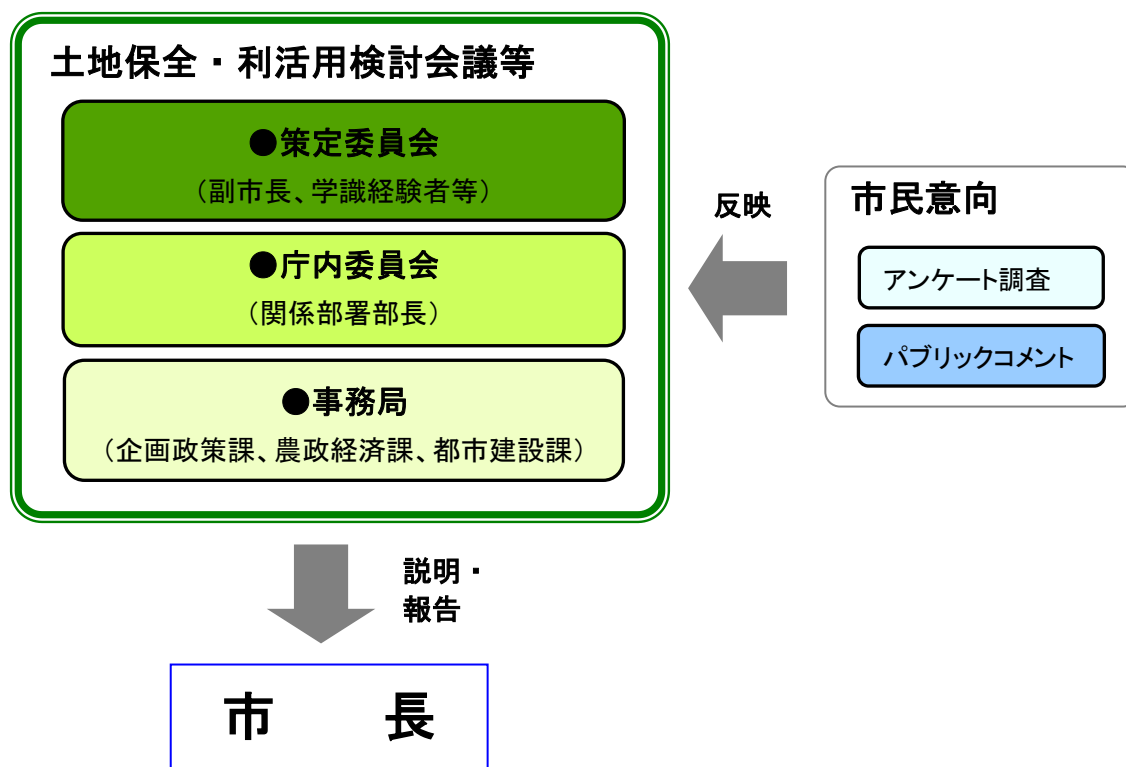 土地保全・利活用検討会議等
●策定委員会
（副市長、学識経験者等）
●庁内委員会
（関係部署部長）
●事務局
（企画政策課、農政経済課、都市建設課）
反映
市民意向
アンケート調査
パブリックコメント
説明・
報告
市　　長